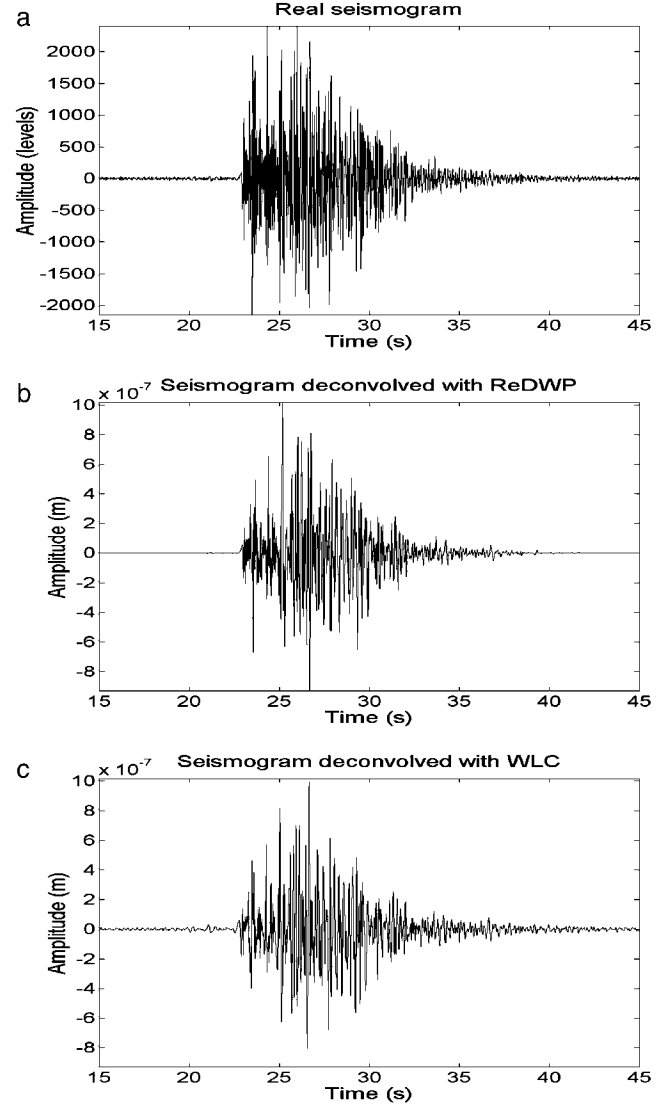 a
Real seismogram
2000
1500
1000
500
0
-500
-1000
-1500
-2000
Amplitude (levels)
15 20 25 30 35 40 45
Time (s)
b
x 10-7 Seismogram deconvolved with ReDWP
10
8
6
4
2
0
-2
-4
-6
-8
Amplitude (m)
15 20 25 30 35 40 45
Time (s)
c
x 10-7 Seismogram deconvolved with WLC
10
8
6
4
2
0
-2
-4
-6
-8
Amplitude (m)
15 20 25 30 35 40 45
Time (s)